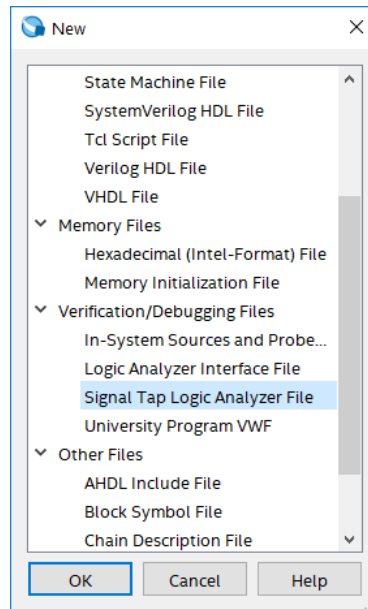 New
State Machine File
SystemVerilog HDL File
Tcl Script File
Verilog HDL File
VHDL File
Memory Files
Hexadecimal (Intel-Format) File
Memory Initialization File
Verification/Debugging Files
In-System Sources and Probe...
Logic Analyzer Interface File
Signal Tap Logic Analyzer File
University Program VWF
Other Files
AHDL Include File
Block Symbol File
Chain Description File
OK Cancel Help